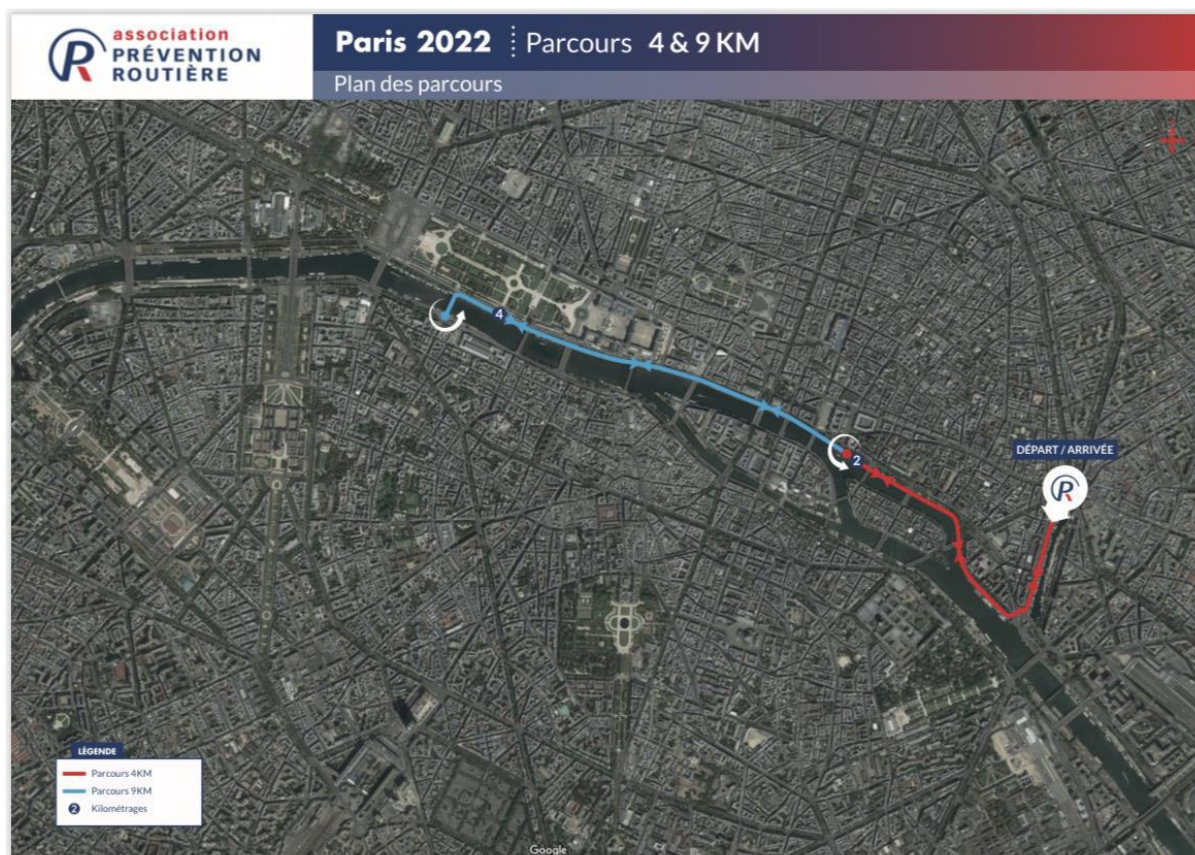 association
PRÉVENTION
ROUTIÈRE
Paris 2022 Parcours 4 & 9 KM
Plan des parcours
4
2
DÉPART / ARRIVÉE
LÉGENDE
Parcours 4KM
Parcours 9KM
2 Kilométrages
Google